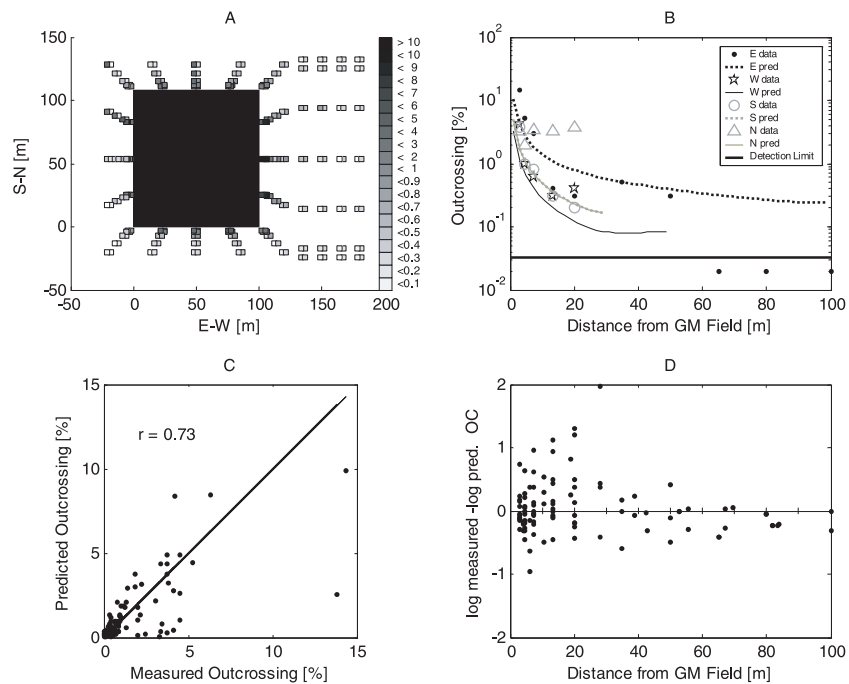 A
S-N [m]
150
100
50
0
-50
-50
0
50
100
150
200
E-W [m]
> 10
< 10
< 9
< 8
< 7
< 6
< 5
< 4
< 3
< 2
< 1
<0.9
<0.8
<0.7
<0.6
<0.5
<0.4
<0.3
<0.2
<0.1
B
Outcrossing [%]
10^2
10^1
10^0
10^-1
10^-2
0
20
40
60
80
100
Distance from GM Field [m]
E data
E pred
W data
W pred
S data
S pred
N data
N pred
Detection Limit
C
Predicted Outcrossing [%]
15
10
5
0
r = 0.73
0
5
10
15
Measured Outcrossing [%]
D
log measured -log pred. OC
2
1
0
-1
-2
0
20
40
60
80
100
Distance from GM Field [m]